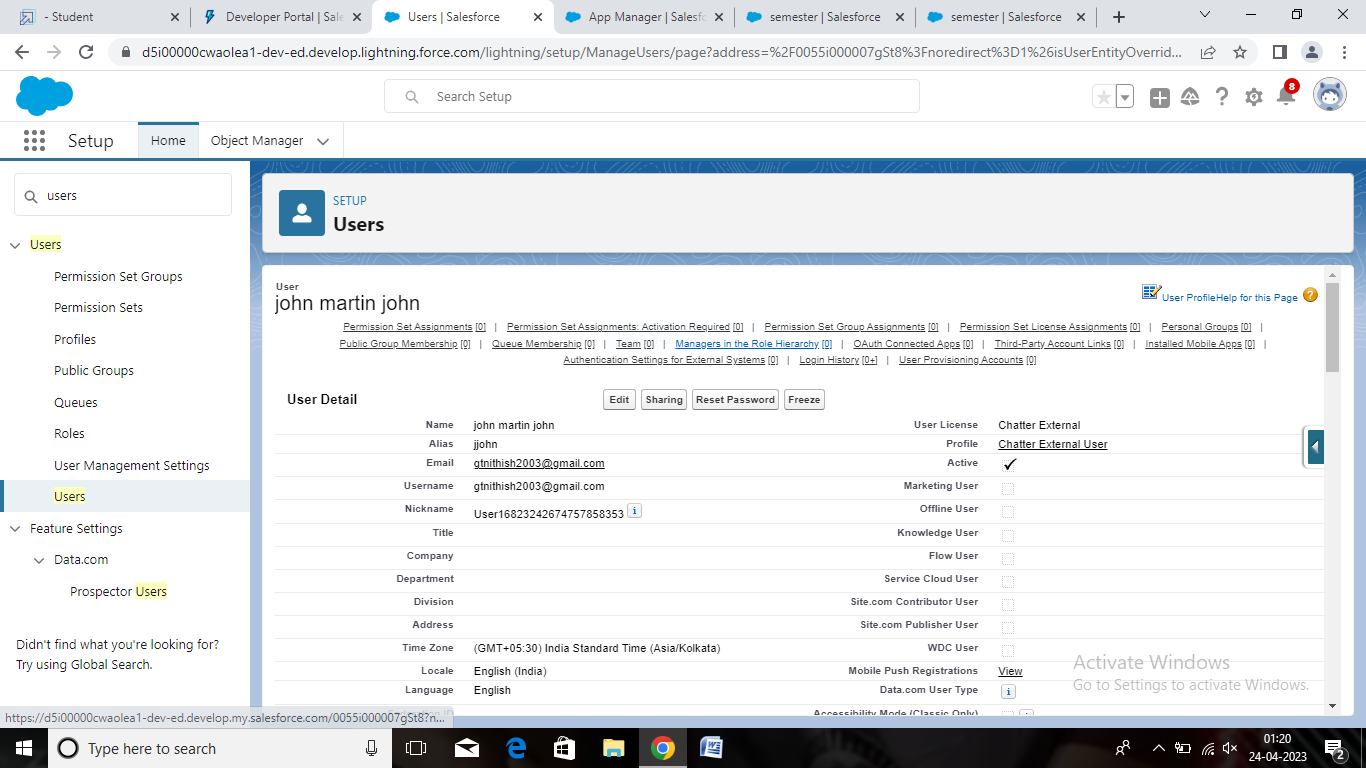 - Student
Developer Portal | Sale
Users | Salesforce
App Manager | Salesfo
semester | Salesforce
semester | Salesforce
d5i00000cwaolea1-dev-ed.develop.lightning.force.com/lightning/setup/ManageUsers/page?address=%2F0055i000007gSt8%3Fnoredirect%3D1%26isUserEntityOverrid...
Search Setup
8
Setup
Home
Object Manager
users
Users
Permission Set Groups
Permission Sets
Profiles
Public Groups
Queues
Roles
User Management Settings
Users
Feature Settings
Data.com
Prospector Users
Didn't find what you're looking for?
Try using Global Search.
SETUP
Users
User
john martin john
User Profile Help for this Page
Permission Set Assignments [0] | Permission Set Assignments: Activation Required [0] | Permission Set Group Assignments [0] | Permission Set License Assignments [0] | Personal Groups [0] |
Public Group Membership [0] | Queue Membership [0] | Team [0] | Managers in the Role Hierarchy [0] | OAuth Connected Apps [0] | Third-Party Account Links [0] | Installed Mobile Apps [0] |
Authentication Settings for External Systems [0] | Login History [0+] | User Provisioning Accounts [0]
User Detail
Edit Sharing Reset Password Freeze
Name john martin john User License Chatter External
Alias jjohn Profile Chatter External User
Email gtnithish2003@gmail.com Active
Username gtnithish2003@gmail.com Marketing User
Nickname User16823242674757858353 i Offline User
Title Knowledge User
Company Flow User
Department Service Cloud User
Division Site.com Contributor User
Address Site.com Publisher User
Time Zone (GMT+05:30) India Standard Time (Asia/Kolkata) WDC User
Locale English (India) Mobile Push Registrations View
Language English Data.com User Type i
Accessibility Mode (Classic Only)
Activate Windows
Go to Settings to activate Windows.
https://d5i00000cwaolea1-dev-ed.develop.my.salesforce.com/0055i000007gSt8?n...
Type here to search
01:20
24-04-2023
2